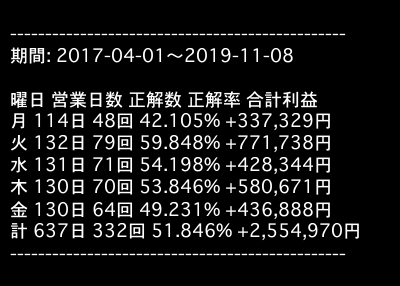 ------------------------------------------------
期間: 2017-04-01～2019-11-08
曜日 営業日数 正解数 正解率 合計利益
月 114日 48回 42.105% +337,329円
火 132日 79回 59.848% +771,738円
水 131日 71回 54.198% +428,344円
木 130日 70回 53.846% +580,671円
金 130日 64回 49.231% +436,888円
計 637日 332回 51.846% +2,554,970円
------------------------------------------------